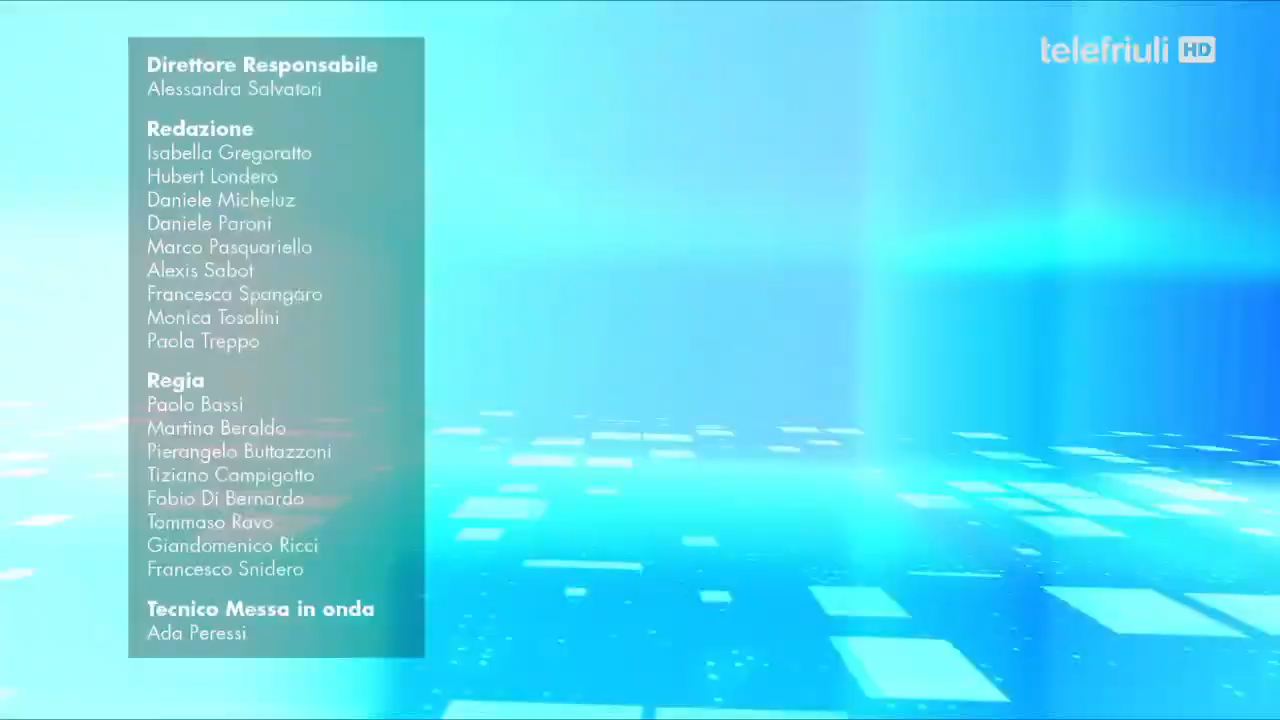 telefriuli HD
Direttore Responsabile
Alessandra Salvatori
Redazione
Isabella Gregoratto
Hubert Londero
Daniele Micheluz
Daniele Paroni
Marco Pasquariello
Alexis Sabot
Francesca Spangaro
Monica Tosolini
Paola Treppo
Regia
Paolo Bassi
Martina Beraldo
Pierangelo Buttazzoni
Tiziano Campigotto
Fabio Di Bernardo
Tommaso Ravo
Giandomenico Ricci
Francesco Snidero
Tecnico Messa in onda
Ada Peressi